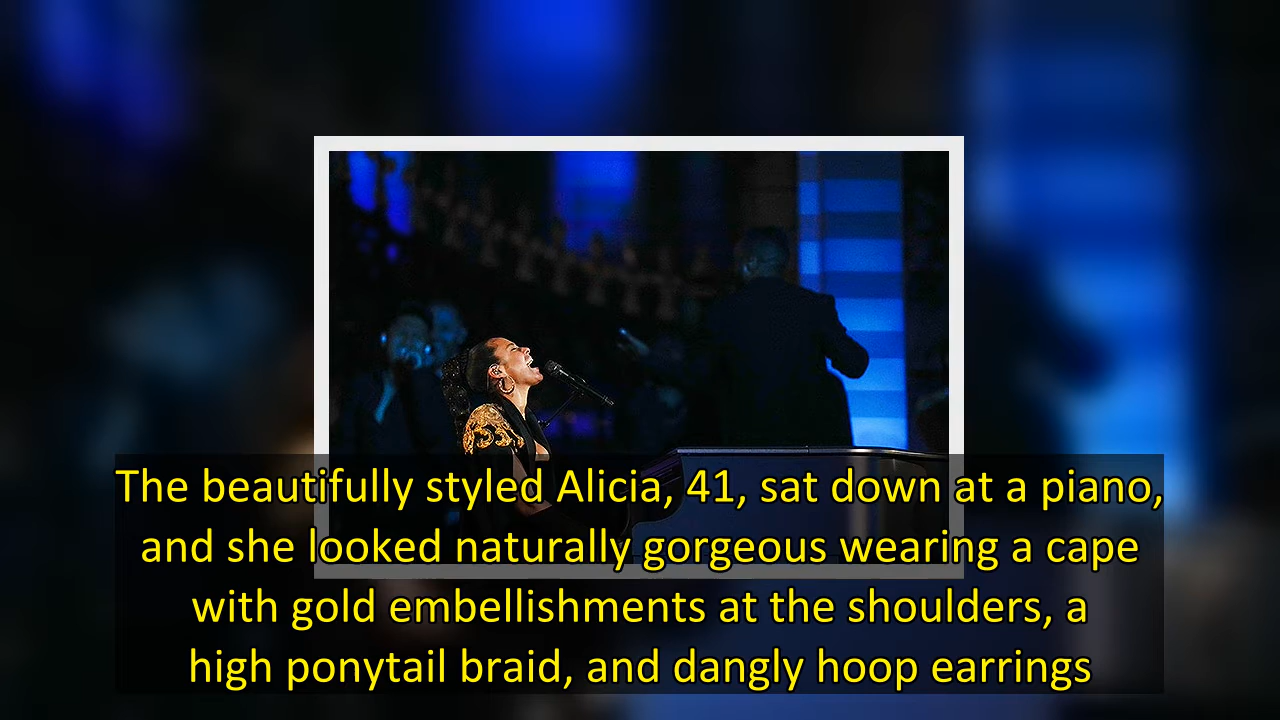 The beautifully styled Alicia, 41, sat down at a piano,
and she looked naturally gorgeous wearing a cape
with gold embellishments at the shoulders, a
high ponytail braid, and dangly hoop earrings